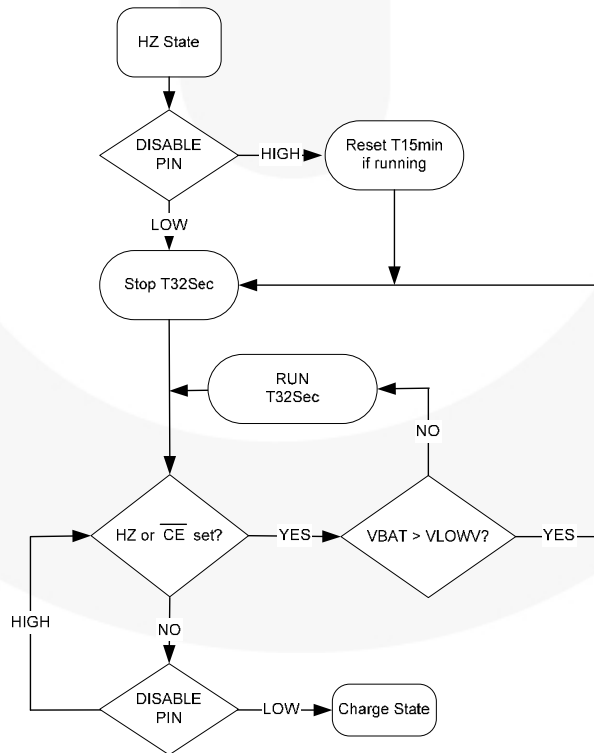 HZ State
DISABLE
PIN
HIGH
Reset T15min
if running
LOW
Stop T32Sec
RUN
T32Sec
NO
HZ or CE set?
YES
VBAT > VLOWV?
YES
HIGH
NO
DISABLE
PIN
LOW
Charge State